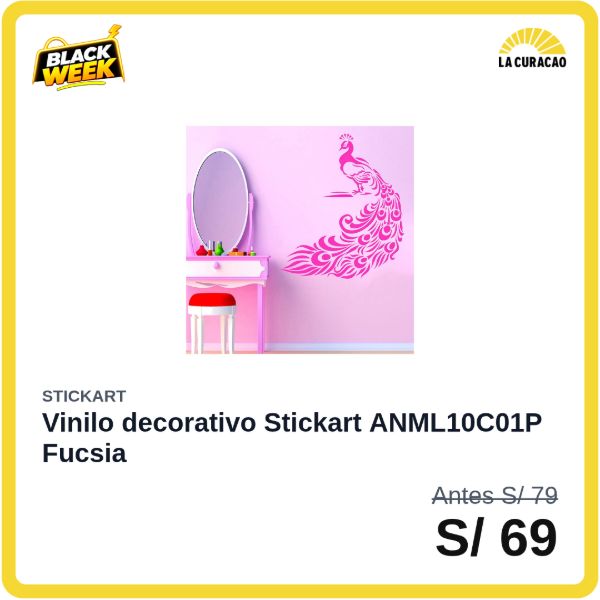 BLACK
WEEK
LA CURACAO
STICKART
Vinilo decorativo Stickart ANML10C01P
Fucsia
Antes S/ 79
S/ 69